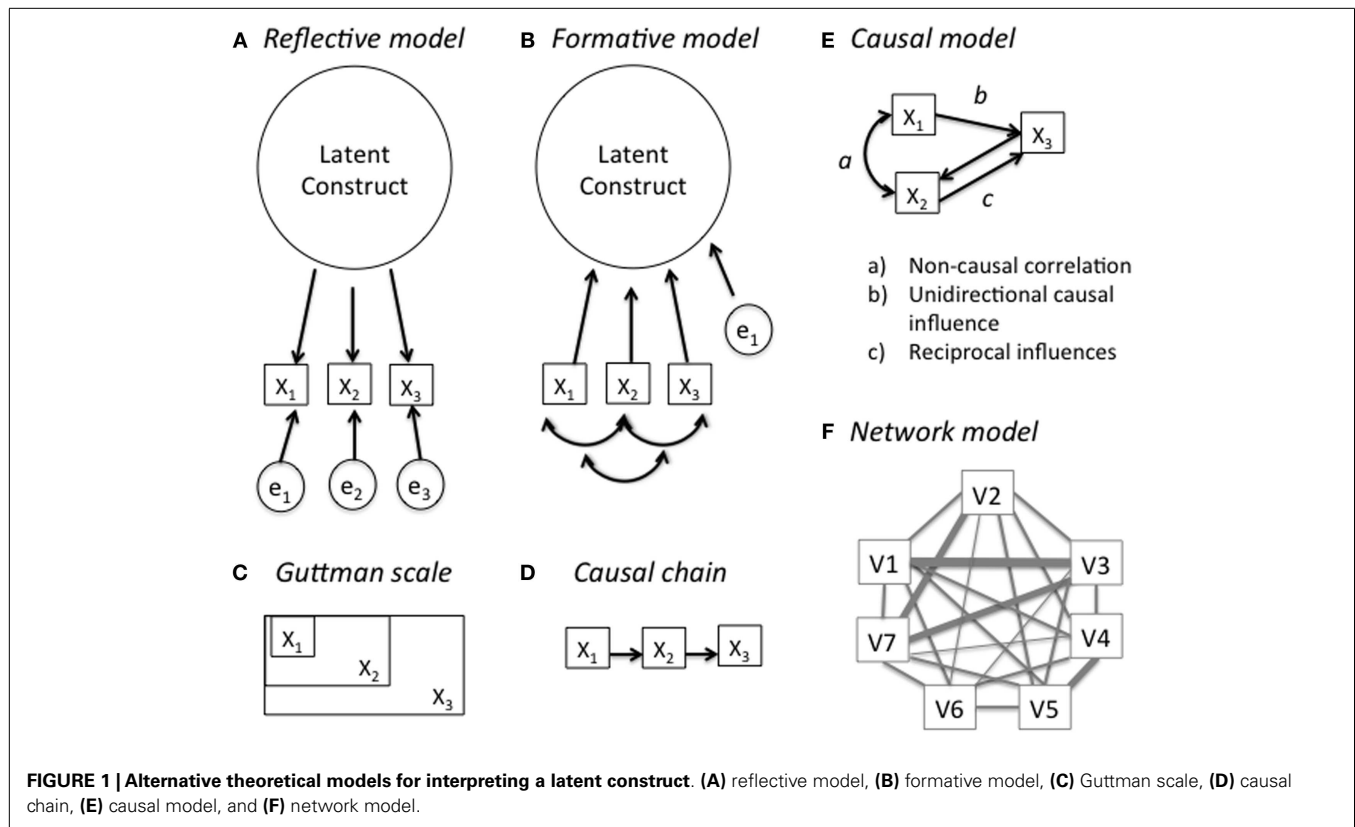 A Reflective model
Latent
Construct
X1 X2 X3
e1 e2 e3
B Formative model
Latent
Construct
e1
X1 X2 X3
E Causal model
b
X1
X3
a
X2
c
a) Non-causal correlation
b) Unidirectional causal
influence
c) Reciprocal influences
C Guttman scale
X1
X2
X3
D Causal chain
X1 X2 X3
F Network model
V2
V1 V3
V7 V4
V6 V5
FIGURE 1 | Alternative theoretical models for interpreting a latent construct. (A) reflective model, (B) formative model, (C) Guttman scale, (D) causal
chain, (E) causal model, and (F) network model.